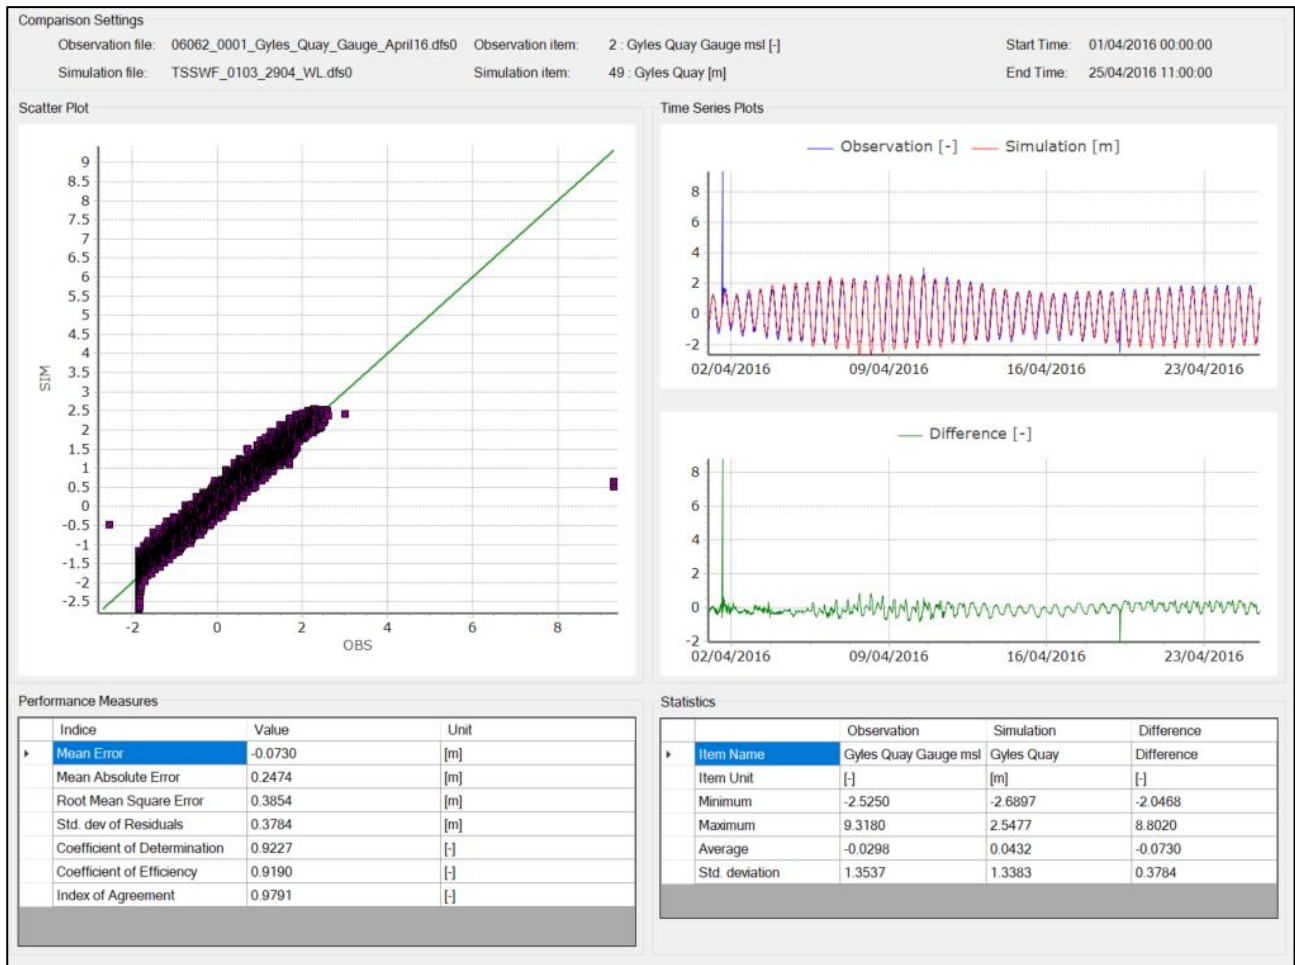 Comparison Settings
Observation file: 06062_0001_Gyles_Quay_Gauge_April16.dfs0 Observation item: 2 : Gyles Quay Gauge msl [-] Start Time: 01/04/2016 00:00:00
Simulation file: TSSWF_0103_2904_WL.dfs0 Simulation item: 49 : Gyles Quay [m] End Time: 25/04/2016 11:00:00
Scatter Plot
9
8.5
8
7.5
7
6.5
6
5.5
5
4.5
4
3.5
3
2.5
2
1.5
1
0.5
0
-0.5
-1
-1.5
-2
-2.5
SIM
-2 0 2 4 6 8
OBS
Time Series Plots
Observation [-] Simulation [m]
8
6
4
2
0
-2
02/04/2016 09/04/2016 16/04/2016 23/04/2016
Difference [-]
8
6
4
2
0
-2
02/04/2016 09/04/2016 16/04/2016 23/04/2016
Performance Measures
Indice Value Unit
Mean Error -0.0730 [m]
Mean Absolute Error 0.2474 [m]
Root Mean Square Error 0.3854 [m]
Std. dev of Residuals 0.3784 [m]
Coefficient of Determination 0.9227 [-]
Coefficient of Efficiency 0.9190 [-]
Index of Agreement 0.9791 [-]
Statistics
Observation Simulation Difference
Item Name Gyles Quay Gauge msl Gyles Quay Difference
Item Unit [-] [m] [-]
Minimum -2.5250 -2.6897 -2.0468
Maximum 9.3180 2.5477 8.8020
Average -0.0298 0.0432 -0.0730
Std. deviation 1.3537 1.3383 0.3784